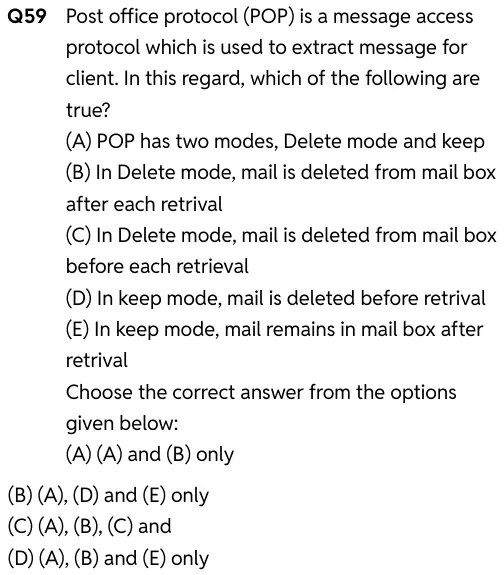 Q59 Post office protocol (POP) is a message access
protocol which is used to extract message for
client. In this regard, which of the following are
true?
(A) POP has two modes, Delete mode and keep
(B) In Delete mode, mail is deleted from mail box
after each retrival
(C) In Delete mode, mail is deleted from mail box
before each retrieval
(D) In keep mode, mail is deleted before retrival
(E) In keep mode, mail remains in mail box after
retrival
Choose the correct answer from the options
given below:
(A) (A) and (B) only
(B) (A), (D) and (E) only
(C) (A), (B), (C) and
(D) (A), (B) and (E) only